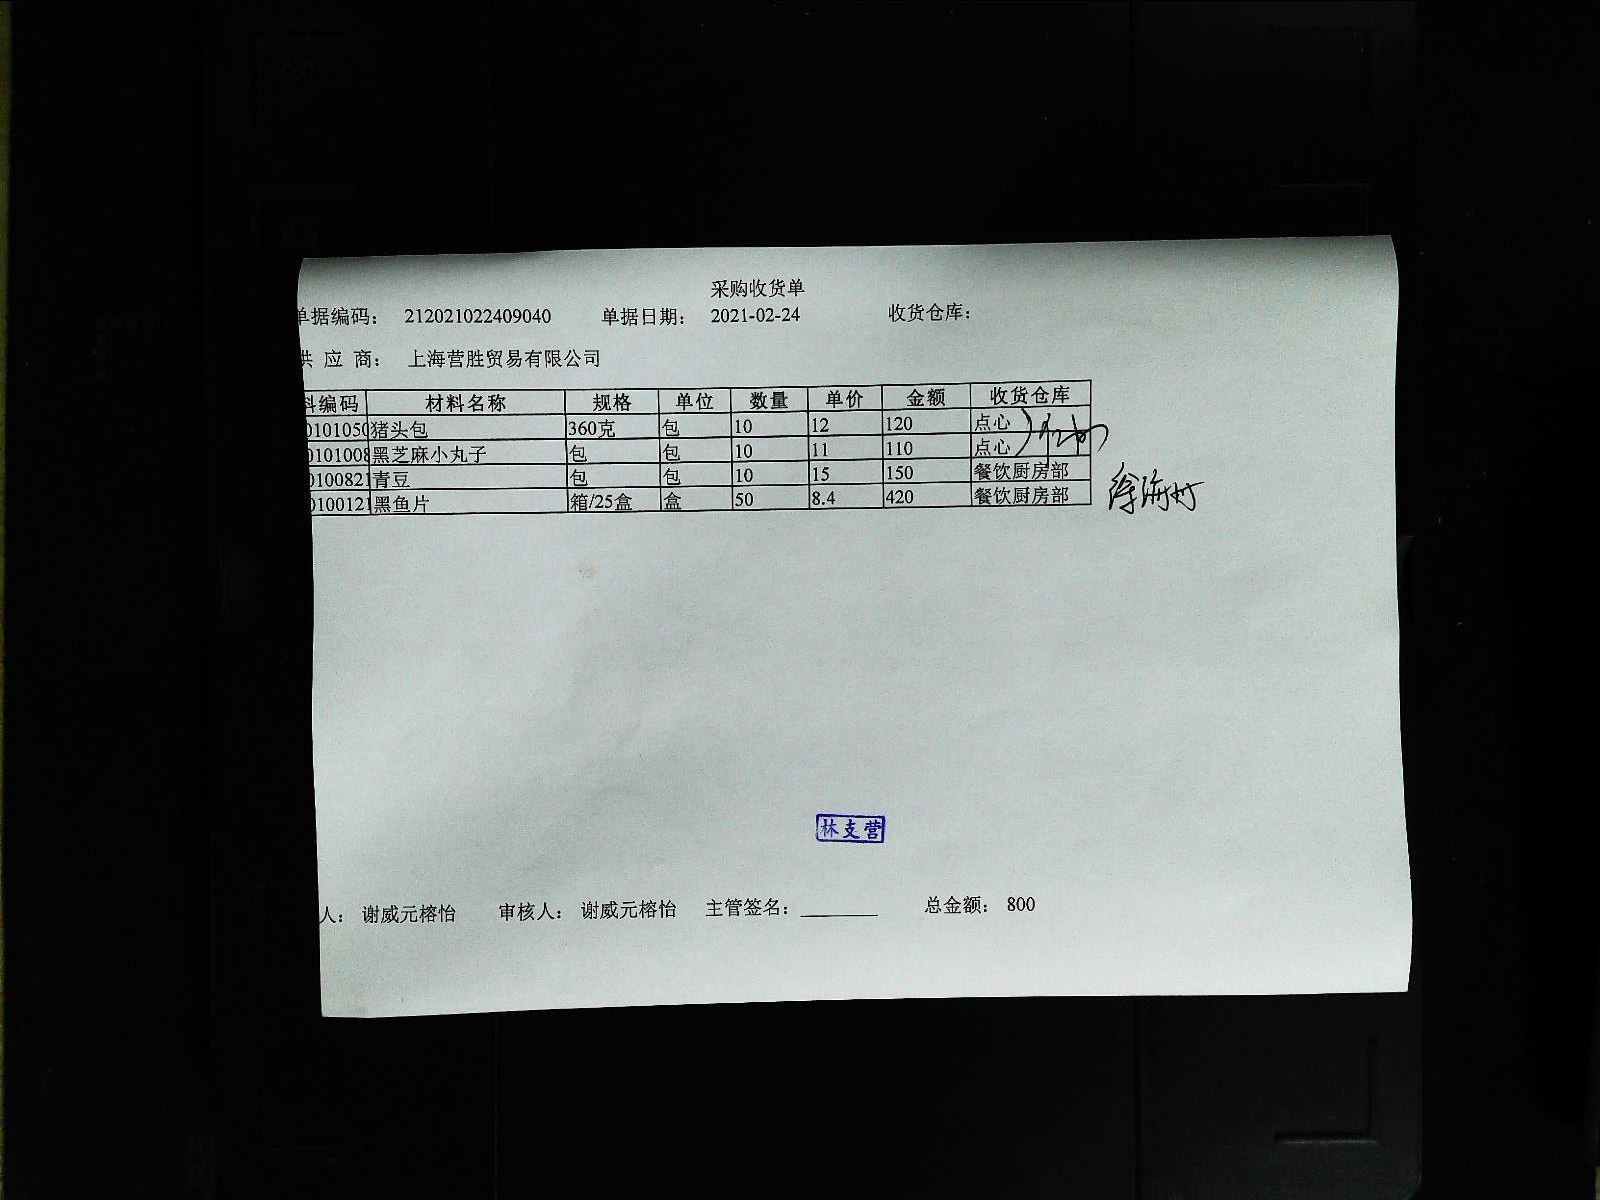 采购收货单
单据编码： 212021022409040 单据日期： 2021-02-24 收货仓库：
供 应 商： 上海营胜贸易有限公司
料编码 材料名称 规格 单位 数量 单价 金额 收货仓库
0101050 猪头包 360克 包 10 12 120 点心
0101008 黑芝麻小丸子 包 包 10 11 110 点心
0100821 青豆 包 包 10 15 150 餐饮厨房部
0100121 黑鱼片 箱/25盒 盒 50 8.4 420 餐饮厨房部
林支营
人： 谢威元榕怡 审核人： 谢威元榕怡 主管签名： 总金额： 800